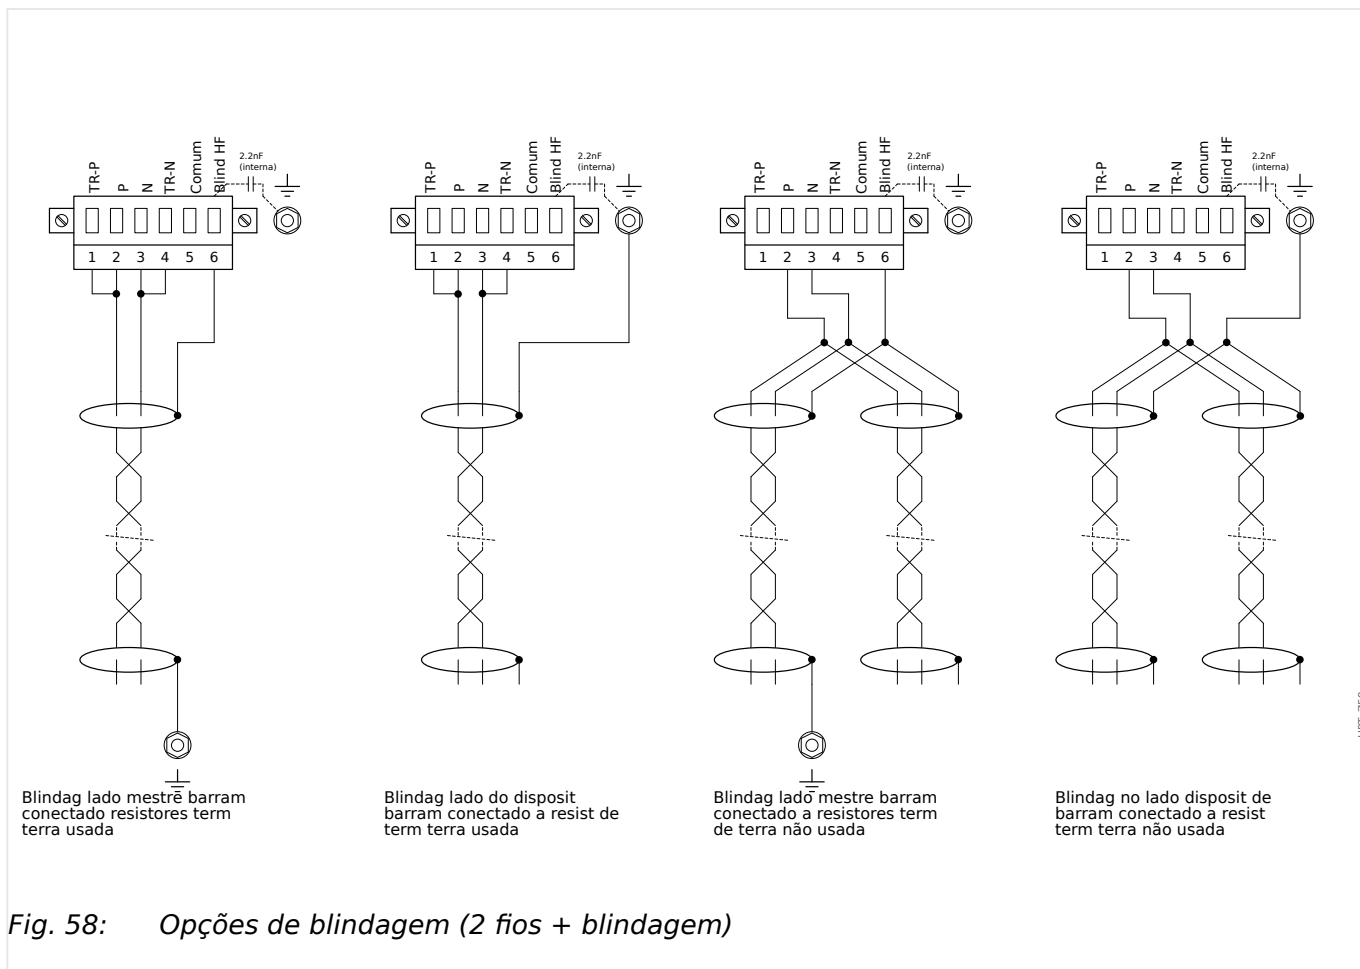 TR-P
P
N
TR-N
Comum
Blind HF
2.2nF
(interna)
1 2 3 4 5 6
TR-P
P
N
TR-N
Comum
Blind HF
2.2nF
(interna)
1 2 3 4 5 6
TR-P
P
N
TR-N
Comum
Blind HF
2.2nF
(interna)
1 2 3 4 5 6
TR-P
P
N
TR-N
Comum
Blind HF
2.2nF
(interna)
1 2 3 4 5 6
Blindag lado mestre barram
conectado resistores term
terra usada
Blindag lado do disposit
barram conectado a resist de
term terra usada
Blindag lado mestre barram
conectado a resistores term
de terra não usada
Blindag no lado disposit de
barram conectado a resist
term terra não usada
Fig. 58: Opções de blindagem (2 fios + blindagem)